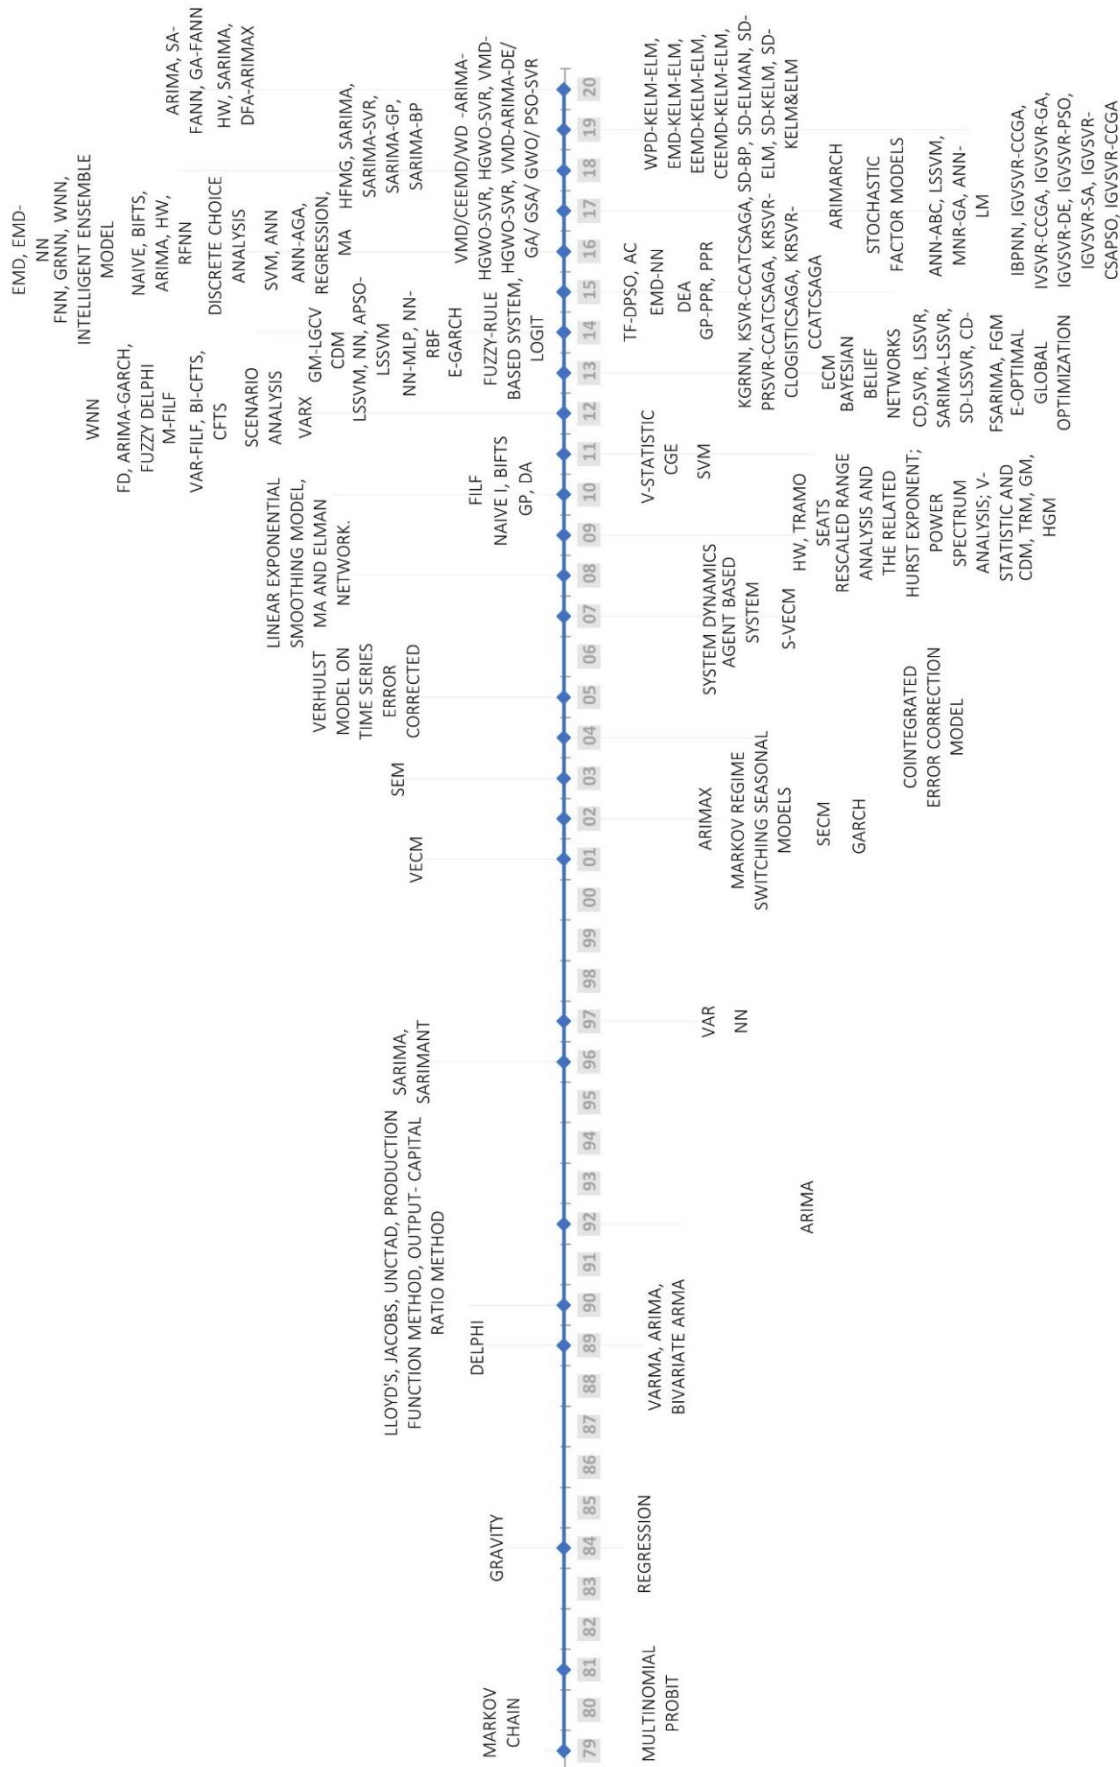 MARKOV
CHAIN
GRAVITY
DELPHI
LLOYD'S, JACOBS, UNCTAD, PRODUCTION
FUNCTION METHOD, OUTPUT- CAPITAL
RATIO METHOD
SARIMA,
SARIMANT
VECM
SEM
VERHULST
MODEL ON
TIME SERIES
ERROR
CORRECTED
LINEAR EXPONENTIAL
SMOOTHING MODEL,
MA AND ELMAN
NETWORK.
FILF
NAIVE I, BIFTS
GP, DA
WNN
FD, ARIMA-GARCH,
FUZZY DELPHI
M-FILF
VAR-FILF, BI-CFTS,
CFTS
SCENARIO
ANALYSIS
VARX
GM-LGCV
CDM
LSSVM, NN, APSO-
LSSVM
NN-MLP, NN-
RBF
E-GARCH
FUZZY-RULE
BASED SYSTEM,
LOGIT
EMD, EMD-
NN
FNN, GRNN, WNN,
INTELLIGENT ENSEMBLE
MODEL
NAIVE, BIFTS,
ARIMA, HW,
RFNN
DISCRETE CHOICE
ANALYSIS
SVM, ANN
ANN-AGA,
REGRESSION,
MA
HFMG, SARIMA,
SARIMA-SVR,
SARIMA-GP,
SARIMA-BP
VMD/CEEMD/WD -ARIMA-
HGWO-SVR, HGWO-SVR, VMD-
HGWO-SVR, VMD-ARIMA-DE/
GA/ GSA/ GWO/ PSO-SVR
ARIMA, SA-
FANN, GA-FANN
HW, SARIMA,
DFA-ARIMAX
79 80 81 82 83 84 85 86 87 88 89 90 91 92 93 94 95 96 97 98 99 00 01 02 03 04 05 06 07 08 09 10 11 12 13 14 15 16 17 18 19 20
MULTINOMIAL
PROBIT
REGRESSION
VARMA, ARIMA,
BIVARIATE ARMA
ARIMA
VAR
NN
ARIMAX
MARKOV REGIME
SWITCHING SEASONAL
MODELS
SECM
GARCH
COINTEGRATED
ERROR CORRECTION
MODEL
SYSTEM DYNAMICS
AGENT BASED
SYSTEM
S-VECM
HW, TRAMO
SEATS
RESCALED RANGE
ANALYSIS AND
THE RELATED
HURST EXPONENT;
POWER
SPECTRUM
ANALYSIS; V-
STATISTIC AND
CDM, TRM, GM,
HGM
V-STATISTIC
CGE
SVM
TF-DPSO, AC
EMD-NN
DEA
GP-PPR, PPR
KGRNN, KSVR-CCATCSAGA, SD-BP, SD-ELMAN, SD-
PRSVR-CCATCSAGA, KRSVR-
CLOGISTICSAGA, KRSVR-
CCATCSAGA
ECM
BAYESIAN
BELIEF
NETWORKS
CD,SVR, LSSVR,
SARIMA-LSSVR,
SD-LSSVR, CD-
FSARIMA, FGM
E-OPTIMAL
GLOBAL
OPTIMIZATION
WPD-KELM-ELM,
EMD-KELM-ELM,
EEMD-KELM-ELM,
CEEMD-KELM-ELM,
ELM, SD-KELM, SD-
KELM&ELM
ARIMARCH
STOCHASTIC
FACTOR MODELS
ANN-ABC, LSSVM,
MNR-GA, ANN-
LM
IBPNN, IGVSVR-CCGA,
IVSVR-CCGA, IGVSVR-GA,
IGVSVR-DE, IGVSVR-PSO,
IGVSVR-SA, IGVSVR-
CSAPSO, IGVSVR-CCGA